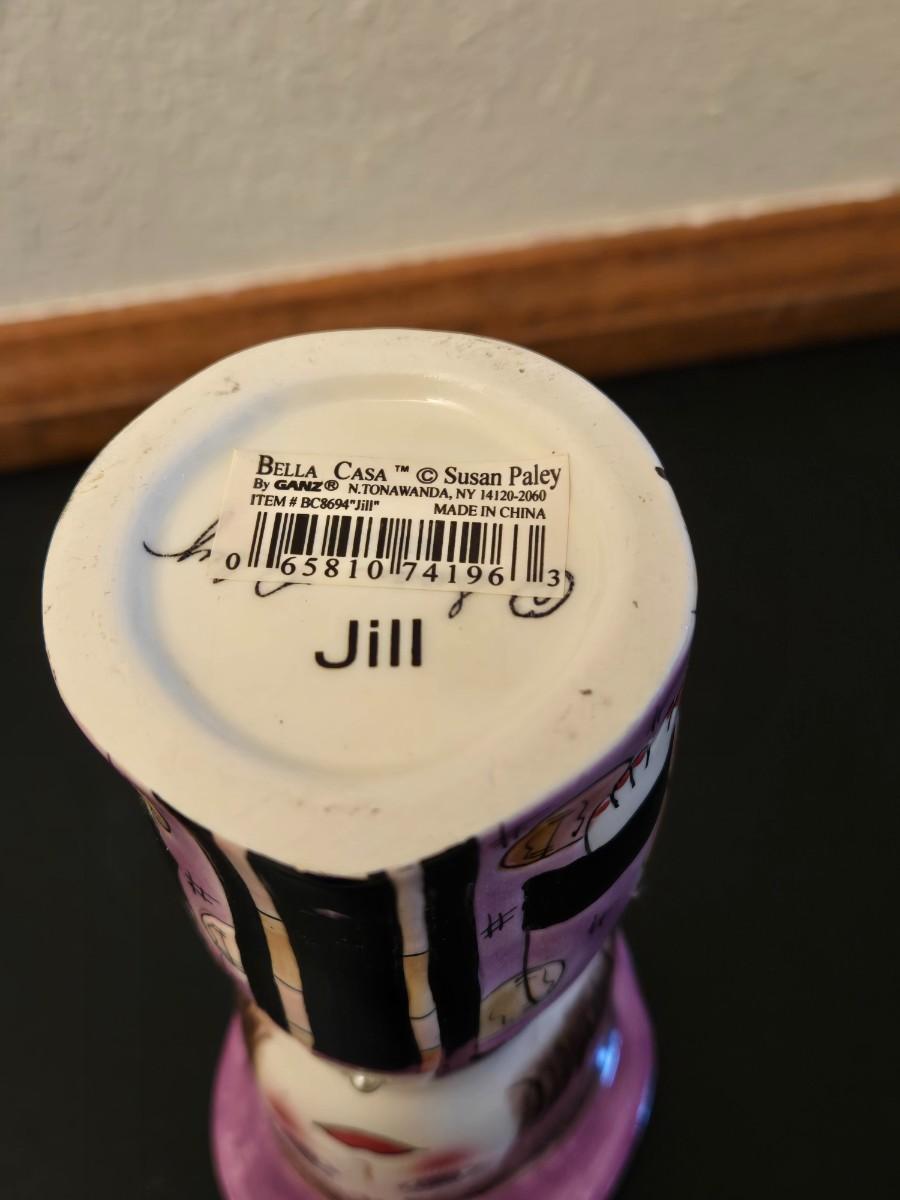 BELLA CASA ™ © Susan Paley
By GANZ® N.TONAWANDA, NY 14120-2060
ITEM # BC8694"Jill" MADE IN CHINA
0 65810 74196 3
Jill